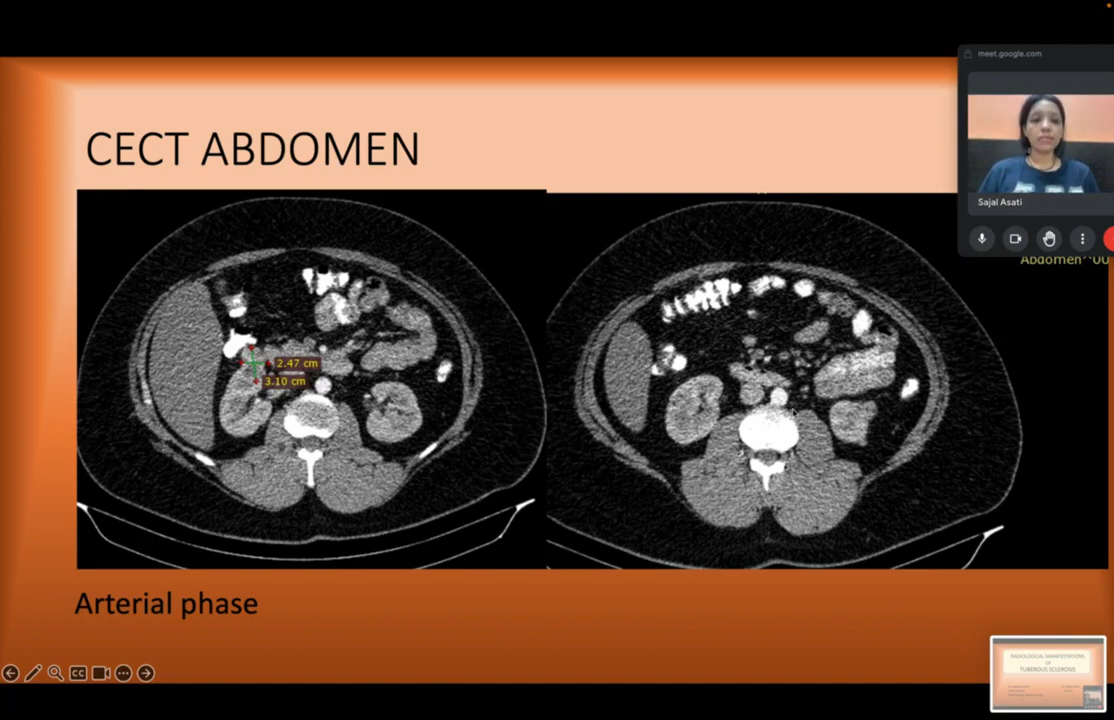 meet.google.com
CECT ABDOMEN
Sajal Asati
2.47 cm
3.10 cm
Arterial phase
CC
RADIOLOGICAL MANIFESTATIONS
OF
TUBEROUS SCLEROSIS